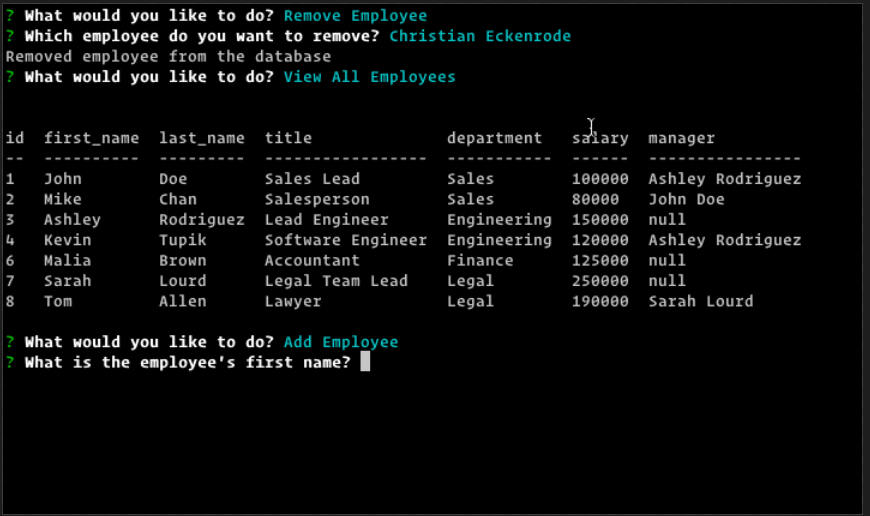 ? What would you like to do? Remove Employee
? Which employee do you want to remove? Christian Eckenrode
Removed employee from the database
? What would you like to do? View All Employees
id  first_name  last_name  title              department   salary  manager
--  ----------  ---------  -----------------  -----------  ------  ----------------
1   John        Doe        Sales Lead         Sales        100000  Ashley Rodriguez
2   Mike        Chan       Salesperson        Sales        80000   John Doe
3   Ashley      Rodriguez  Lead Engineer      Engineering  150000  null
4   Kevin       Tupik      Software Engineer  Engineering  120000  Ashley Rodriguez
6   Malia       Brown      Accountant         Finance      125000  null
7   Sarah       Lourd      Legal Team Lead    Legal        250000  null
8   Tom         Allen      Lawyer             Legal        190000  Sarah Lourd
? What would you like to do? Add Employee
? What is the employee's first name?